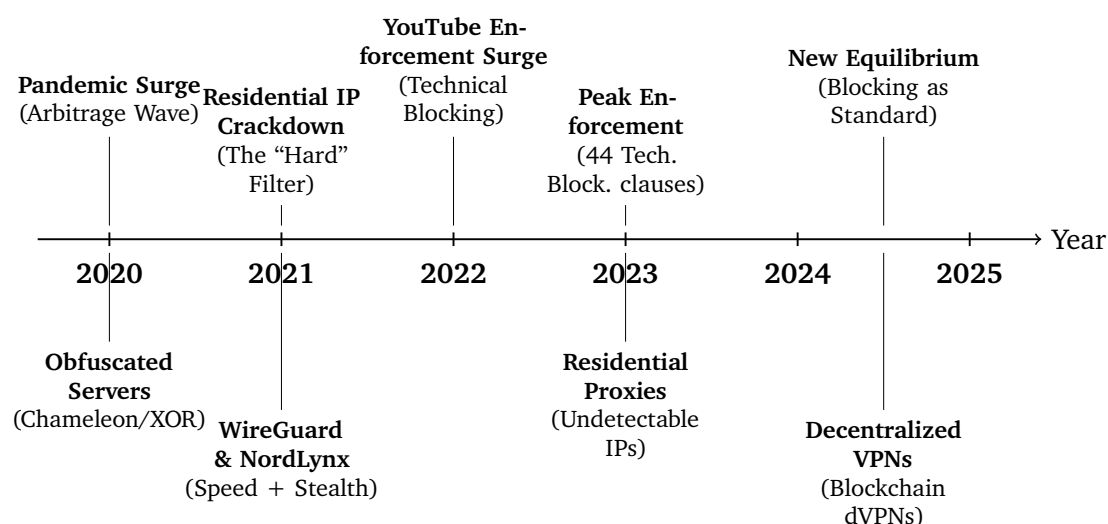 Pandemic Surge
(Arbitrage Wave)
Residential IP
Crackdown
(The “Hard”
Filter)
YouTube En-
forcement Surge
(Technical
Blocking)
Peak En-
forcement
(44 Tech.
Block. clauses)
New Equilibrium
(Blocking as
Standard)
Year
2020
2021
2022
2023
2024
2025
Obfuscated
Servers
(Chameleon/XOR)
WireGuard
& NordLynx
(Speed + Stealth)
Residential
Proxies
(Undetectable
IPs)
Decentralized
VPNs
(Blockchain
dVPNs)